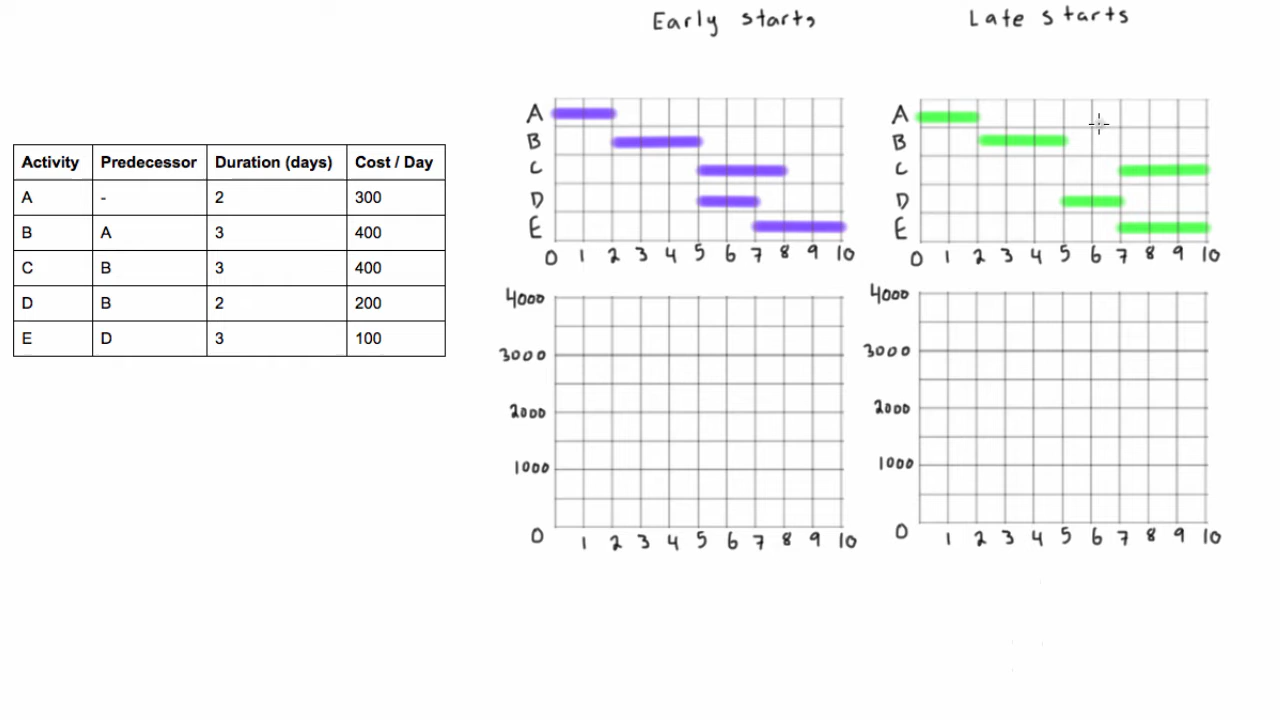 Early starts
Late starts
Activity Predecessor Duration (days) Cost / Day
A - 2 300
B A 3 400
C B 3 400
D B 2 200
E D 3 100
A
B
C
D
E
0 1 2 3 4 5 6 7 8 9 10
4000
3000
2000
1000
0 1 2 3 4 5 6 7 8 9 10
A
B
C
D
E
0 1 2 3 4 5 6 7 8 9 10
4000
3000
2000
1000
0 1 2 3 4 5 6 7 8 9 10